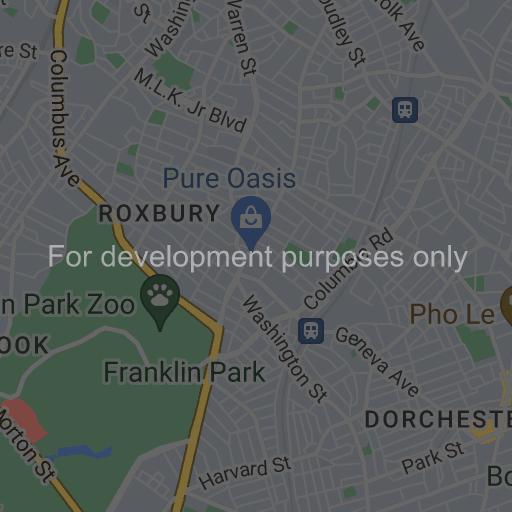 St
Washing
Warren St
Dudley St
folk Ave
re St
Columbus Ave
M.L.K. Jr Blvd
Pure Oasis
ROXBURY
For development purposes only
Columbia Rd
n Park Zoo
Pho Le
OOK
Washington St
Geneva Ave
Franklin Park
DORCHESTE
Morton St
Park St
Harvard St
Bo